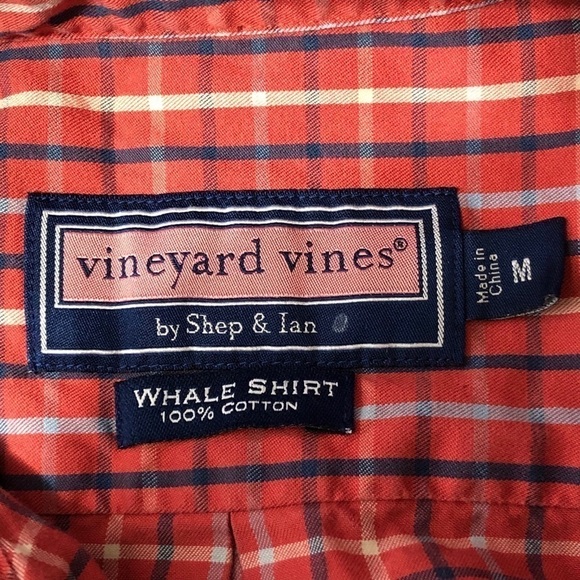 vineyard vines®
by Shep & Ian
WHALE SHIRT
100% COTTON
Made in
China
M